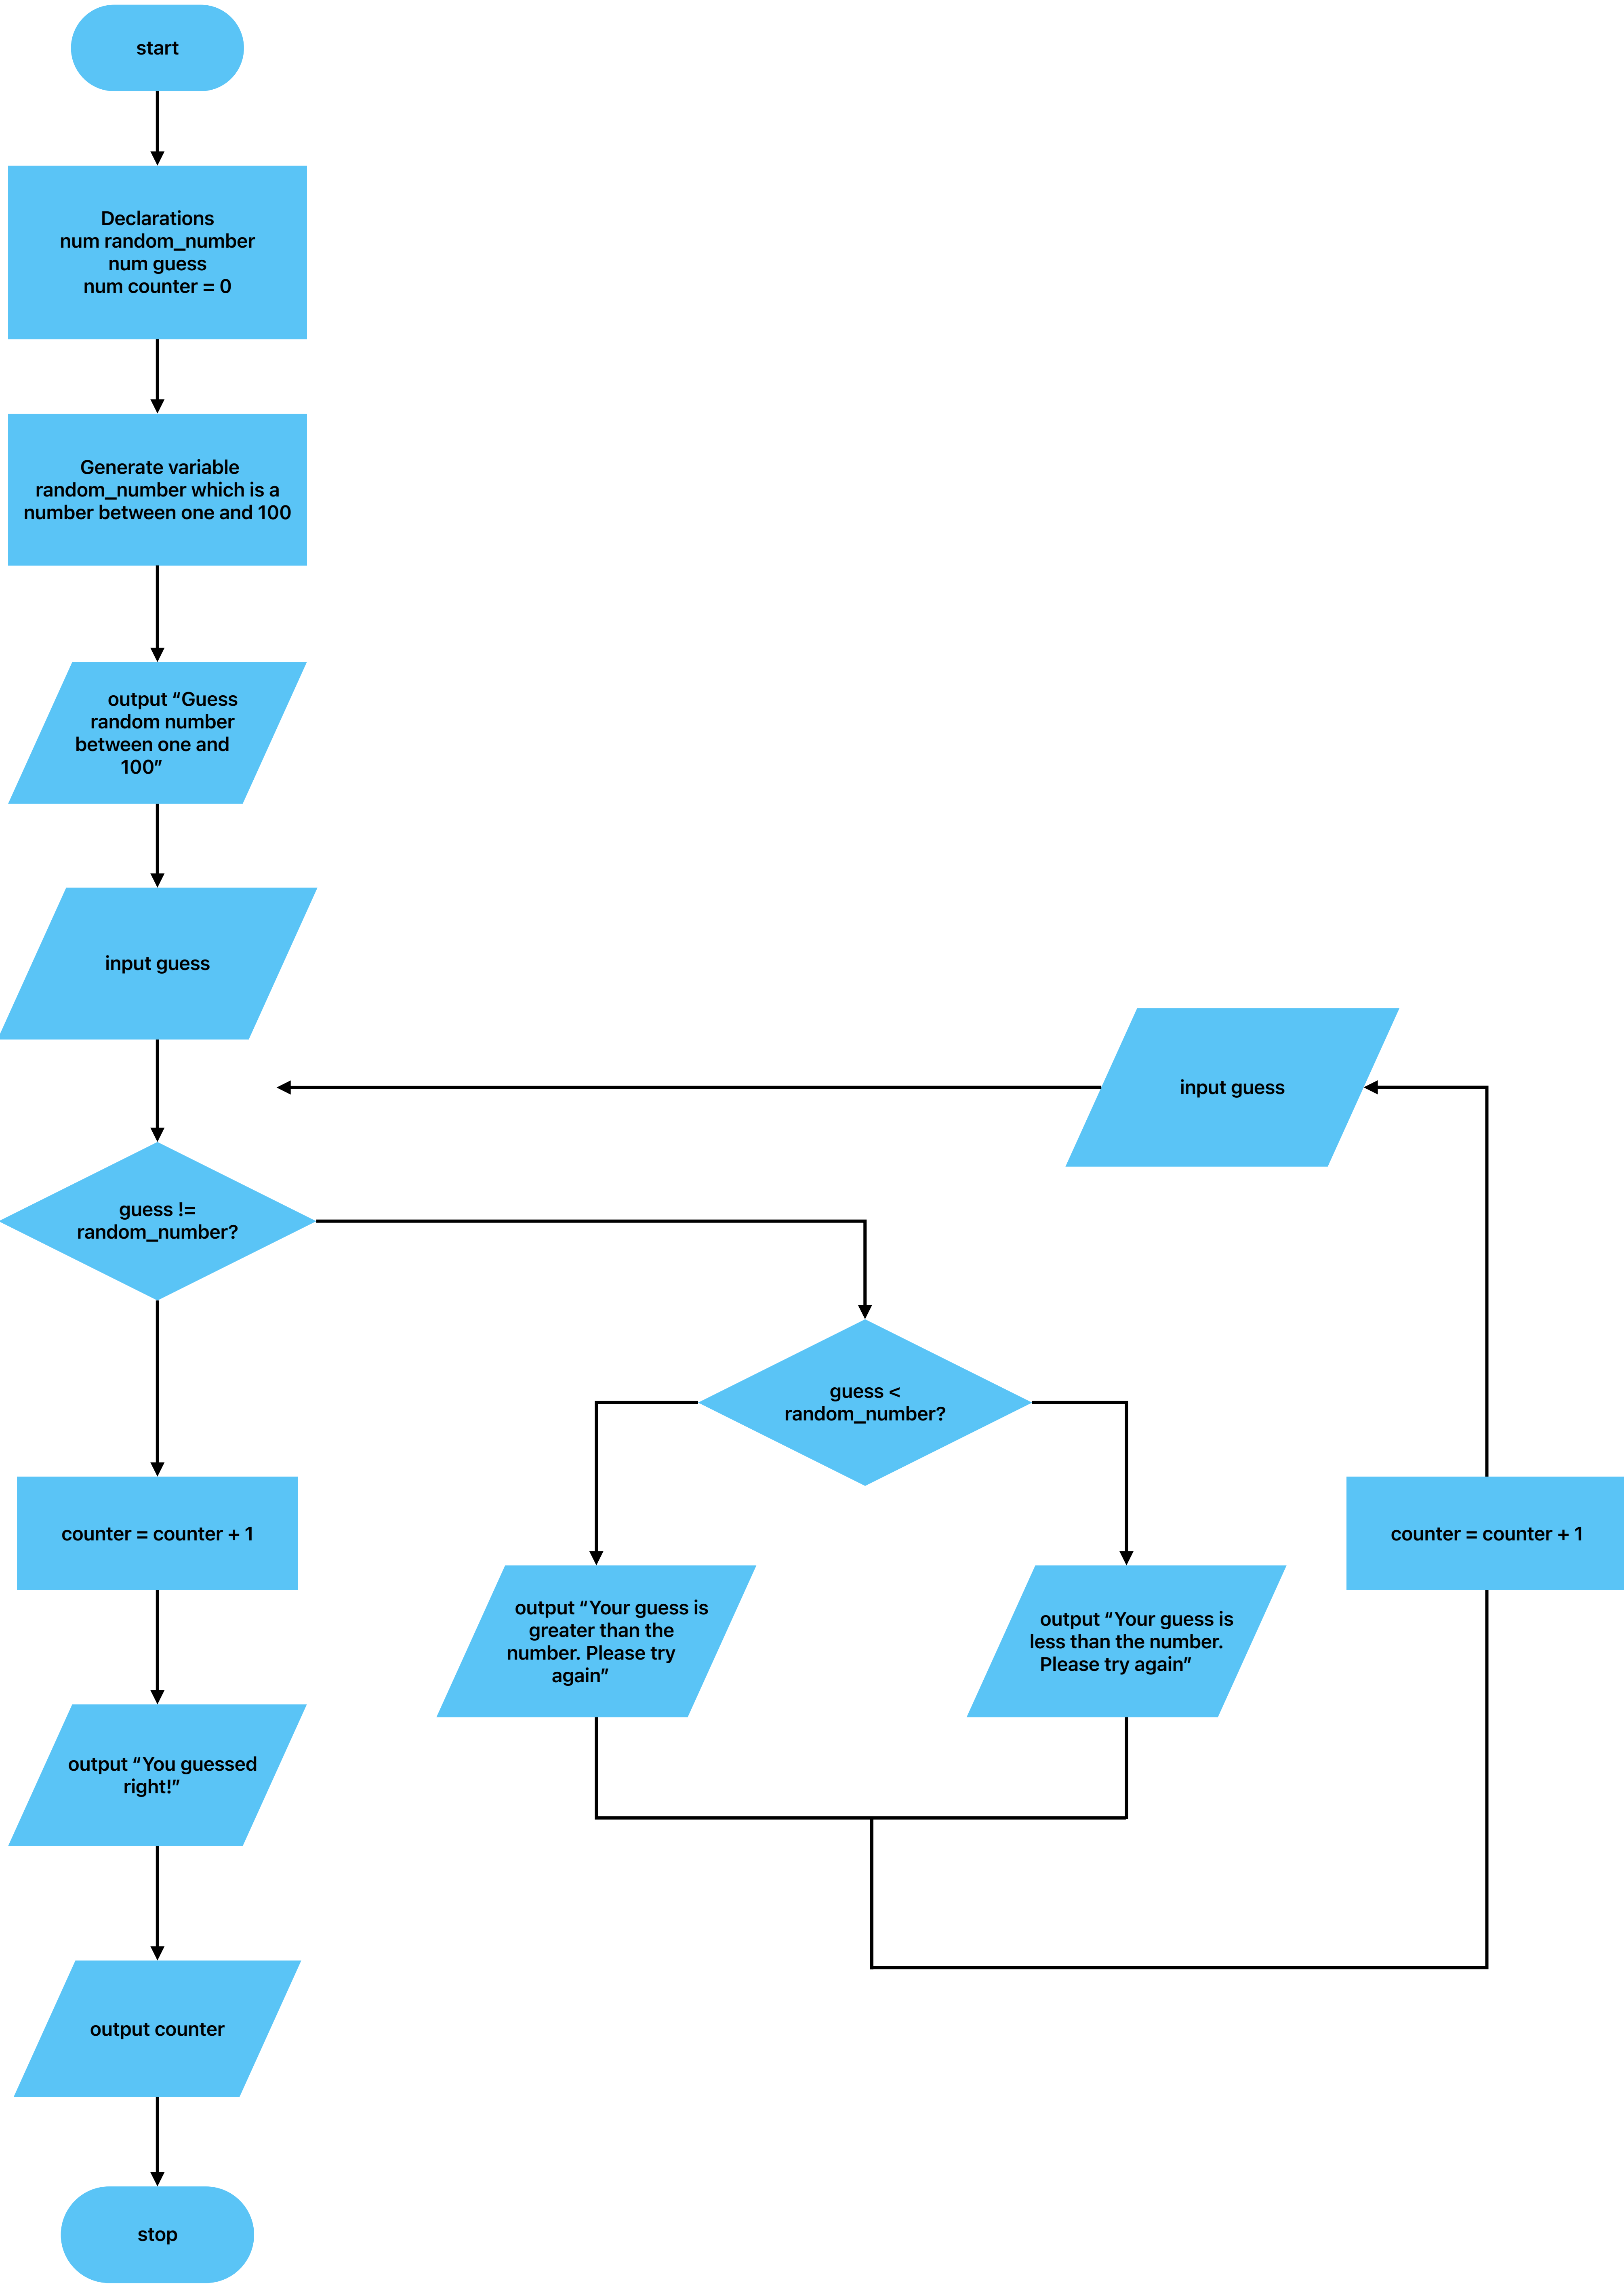 start
Declarations
num random_number
num guess
num counter = 0
Generate variable
random_number which is a
number between one and 100
output “Guess
random number
between one and
100”
input guess
input guess
guess !=
random_number?
guess <
random_number?
counter = counter + 1
counter = counter + 1
output “Your guess is
greater than the
number. Please try
again”
output “Your guess is
less than the number.
Please try again”
output “You guessed
right!”
output counter
stop